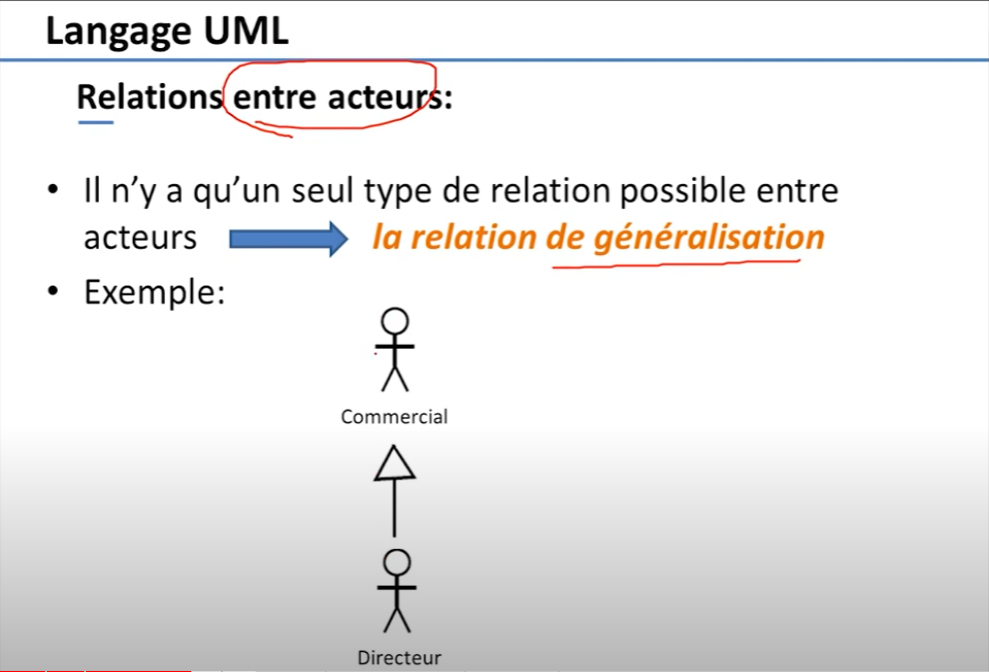 Langage UML
Relations entre acteurs:
• Il n'y a qu'un seul type de relation possible entre
acteurs la relation de généralisation
• Exemple:
Commercial
Directeur